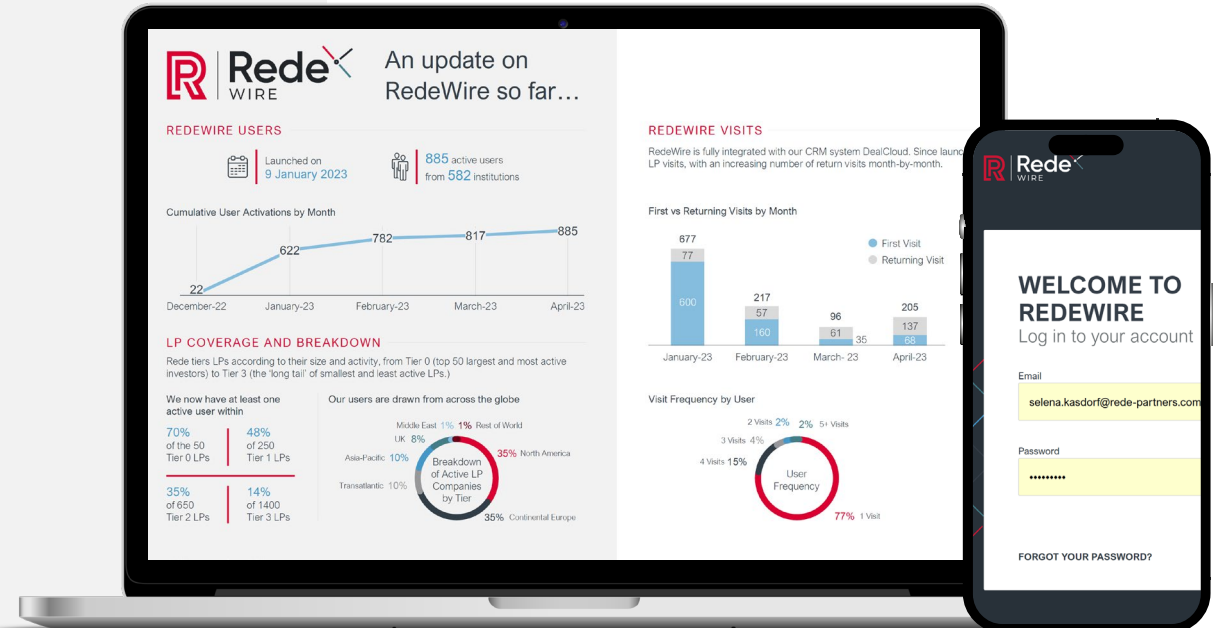 Rede
WIRE
An update on
RedeWire so far…
REDEWIRE USERS
Launched on
9 January 2023
885 active users
from 582 institutions
Cumulative User Activations by Month
22
622
782
817
885
December-22
January-23
February-23
March-23
April-23
LP COVERAGE AND BREAKDOWN
Rede tiers LPs according to their size and activity, from Tier 0 (top 50 largest and most active
investors) to Tier 3 (the 'long tail' of smallest and least active LPs.)
We now have at least one
active user within
70%
of the 50
Tier 0 LPs
48%
of 250
Tier 1 LPs
35%
of 650
Tier 2 LPs
14%
of 1400
Tier 3 LPs
Our users are drawn from across the globe
Middle East 1%
1% Rest of World
UK 8%
35% North America
Asia-Pacific 10%
Transatlantic 10%
35% Continental Europe
Breakdown
of Active LP
Companies
by Tier
REDEWIRE VISITS
RedeWire is fully integrated with our CRM system DealCloud. Since
LP visits, with an increasing number of return visits month-by-month.
First vs Returning Visits by Month
First Visit
Returning Visit
677
77
600
217
57
160
96
61
35
205
137
68
January-23
February-23
March- 23
April-23
Visit Frequency by User
2 Visits 2%
2% 5+ Visits
3 Visits 4%
4 Visits 15%
77% 1 Visit
User
Frequency
Rede
WIRE
WELCOME TO
REDEWIRE
Log in to your account
Email
selena.kasdorf@rede-partners.com
Password
•••••••••
FORGOT YOUR PASSWORD?